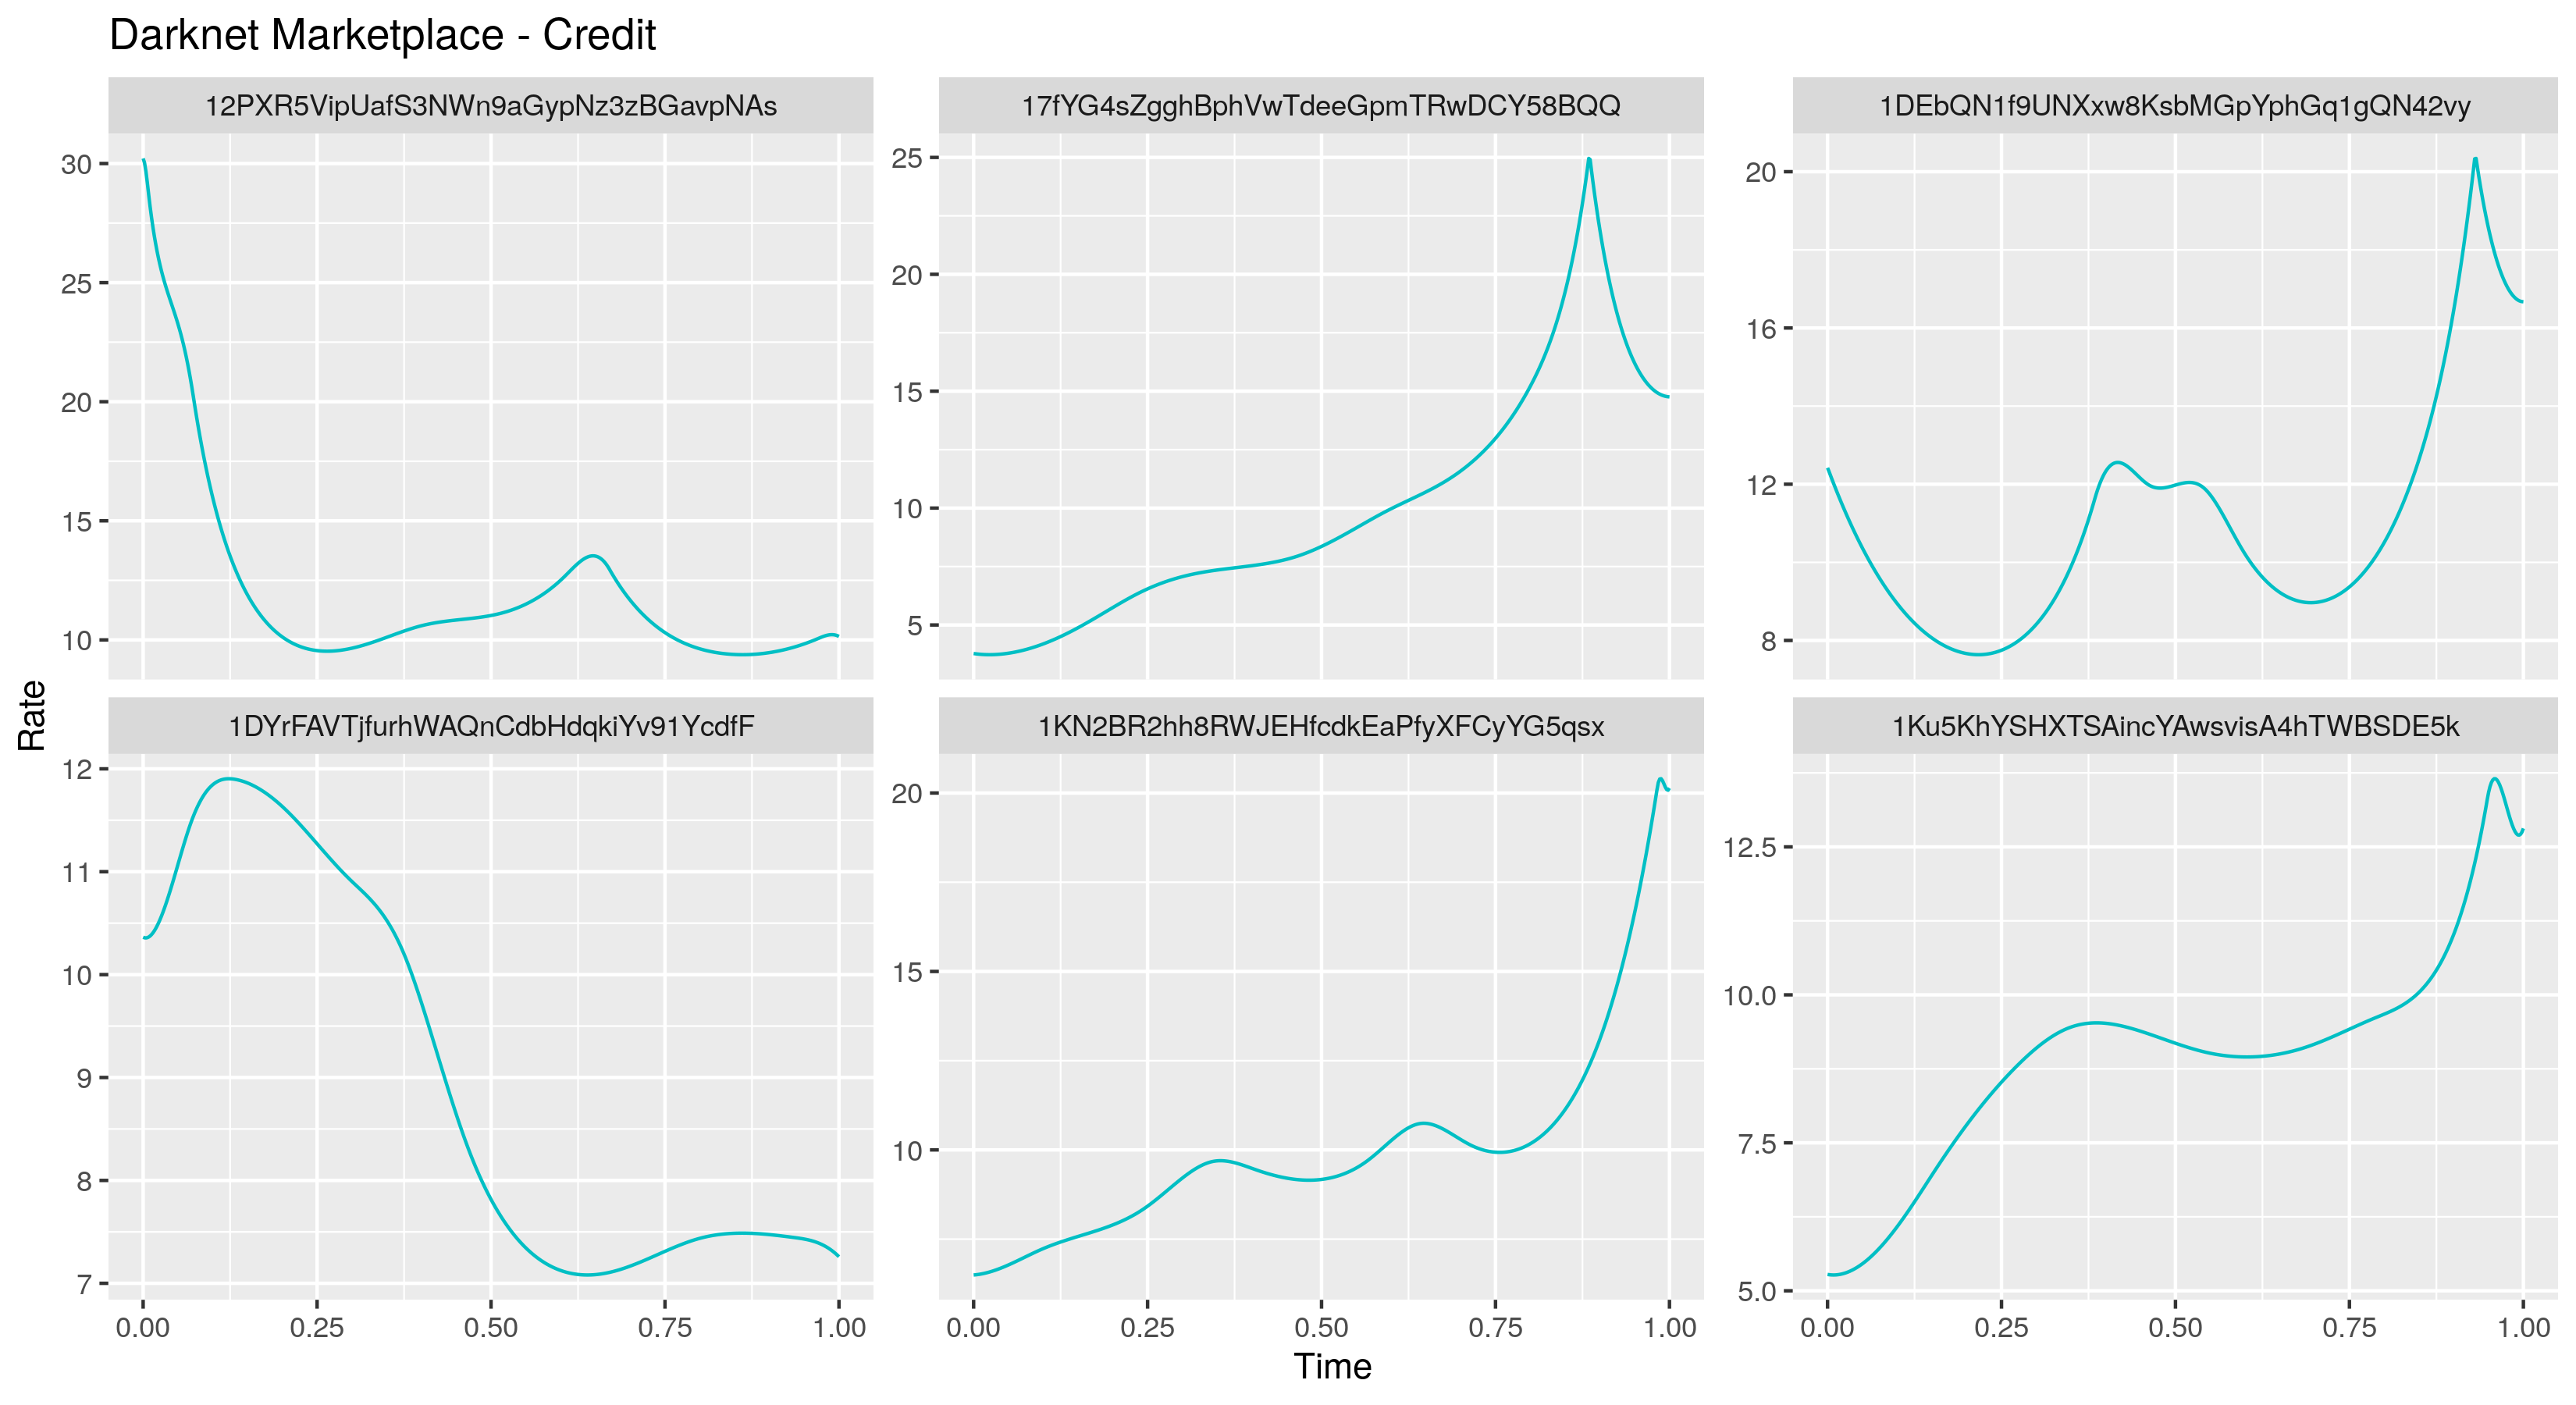 Darknet Marketplace - Credit
12PXR5VipUafS3NWn9aGypNz3zBGavpNAs
17fYG4sZgghBphVwTdeeGpmTRwDCY58BQQ
1DEbQN1f9UNXxw8KsbMGpYphGq1gQN42vy
30
25
20
15
10
25
20
15
10
5
20
16
12
8
Rate
1DYrFAVTjfurhWAQnCdbHdqkiYv91YcdfF
1KN2BR2hh8RWJEHfcdkEaPfyXFCyYG5qsx
1Ku5KhYSHXTSAincYAwsvisA4hTWBSDE5k
12
11
10
9
8
7
20
15
10
12.5
10.0
7.5
5.0
0.00 0.25 0.50 0.75 1.00
0.00 0.25 0.50 0.75 1.00
0.00 0.25 0.50 0.75 1.00
Time